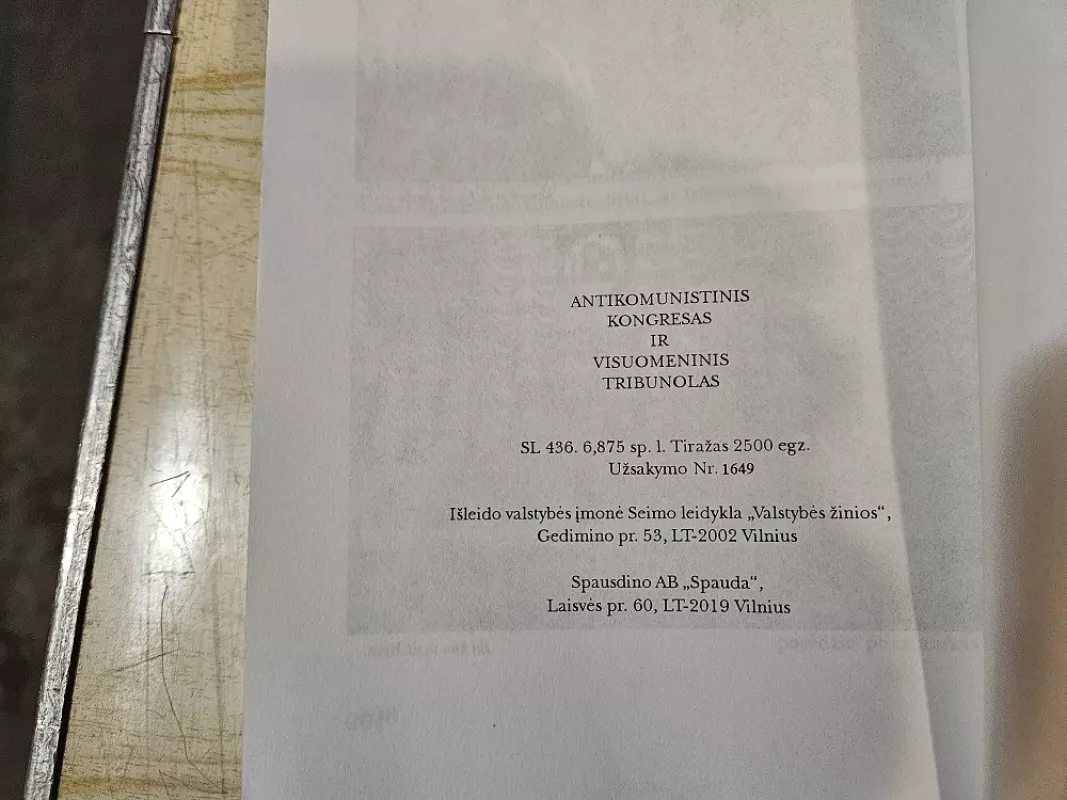 ANTIKOMUNISTINIS
KONGRESAS
IR
VISUOMENINIS
TRIBUNOLAS
SL 436. 6,875 sp. l. Tiražas 2500 egz.
Užsakymo Nr. 1649
Išleido valstybės įmonė Seimo leidykla „Valstybės žinios“,
Gedimino pr. 53, LT-2002 Vilnius
Spausdino AB „Spauda“,
Laisvės pr. 60, LT-2019 Vilnius